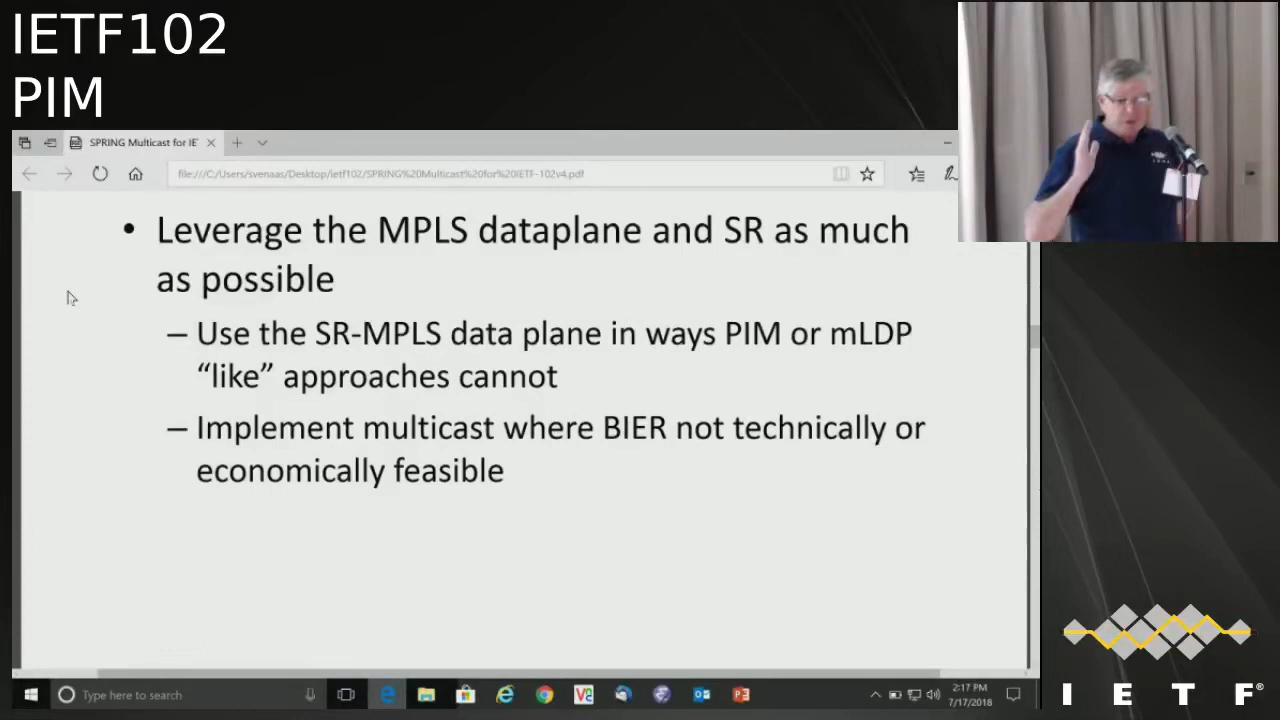 IETF102
PIM
SPRING Multicast for IE
file:///C:/Users/svenaas/Desktop/ietf102/SPRING%20Multicast%20for%20IETF-102v4.pdf
• Leverage the MPLS dataplane and SR as much
as possible
– Use the SR-MPLS data plane in ways PIM or mLDP
“like” approaches cannot
– Implement multicast where BIER not technically or
economically feasible
Type here to search
2:17 PM
7/17/2018
I E T F®